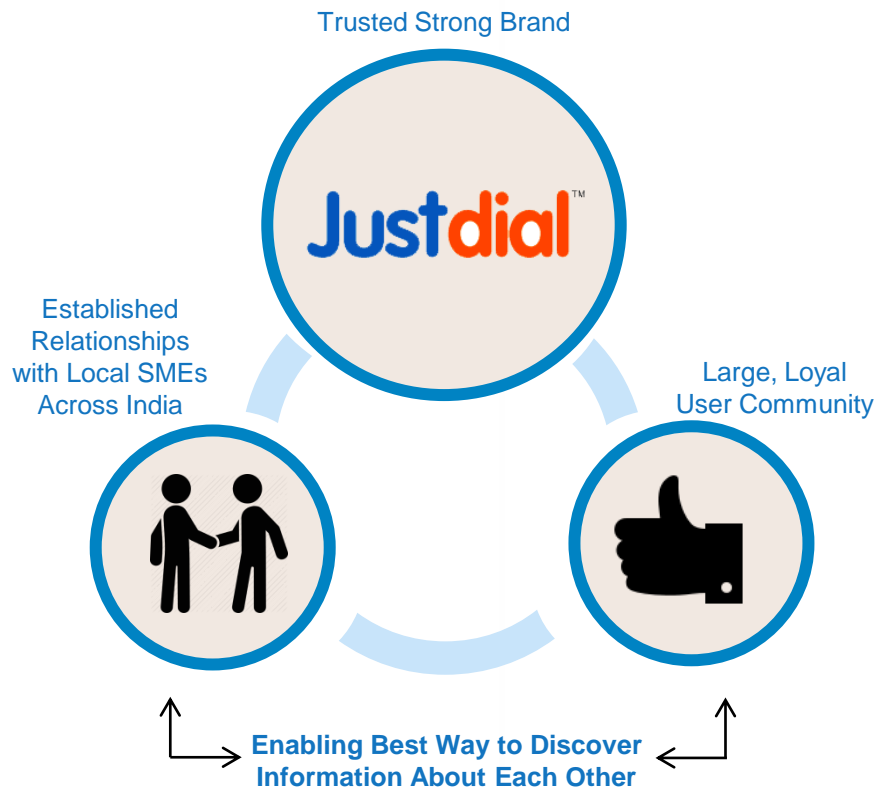 Trusted Strong Brand
Justdial™
Established
Relationships
with Local SMEs
Across India
Large, Loyal
User Community
Enabling Best Way to Discover
Information About Each Other